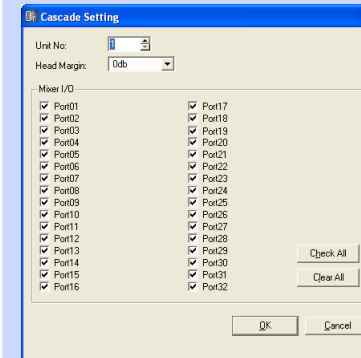 Cascade Setting
Unit No: 1
Head Margin: 0db
Mixer I/O
Port01 Port17
Port02 Port18
Port03 Port19
Port04 Port20
Port05 Port21
Port06 Port22
Port07 Port23
Port08 Port24
Port09 Port25
Port10 Port26
Port11 Port27
Port12 Port28
Port13 Port29
Port14 Port30
Port15 Port31
Port16 Port32
Check All
Clear All
OK Cancel